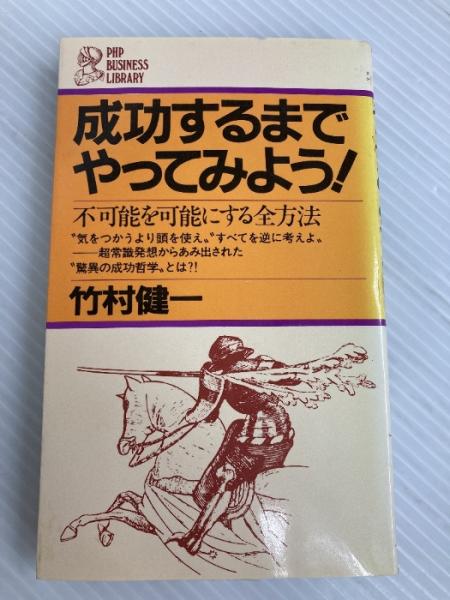 PHP
BUSINESS
LIBRARY
成功するまで
やってみよう!
不可能を可能にする全方法
〝気をつかうより頭を使え〟〝すべてを逆に考えよ〟
——超常識発想からあみ出された
〝驚異の成功哲学〟とは?!
竹村健一